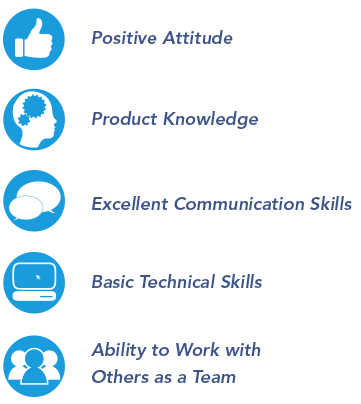 Positive Attitude
Product Knowledge
Excellent Communication Skills
Basic Technical Skills
Ability to Work with
Others as a Team